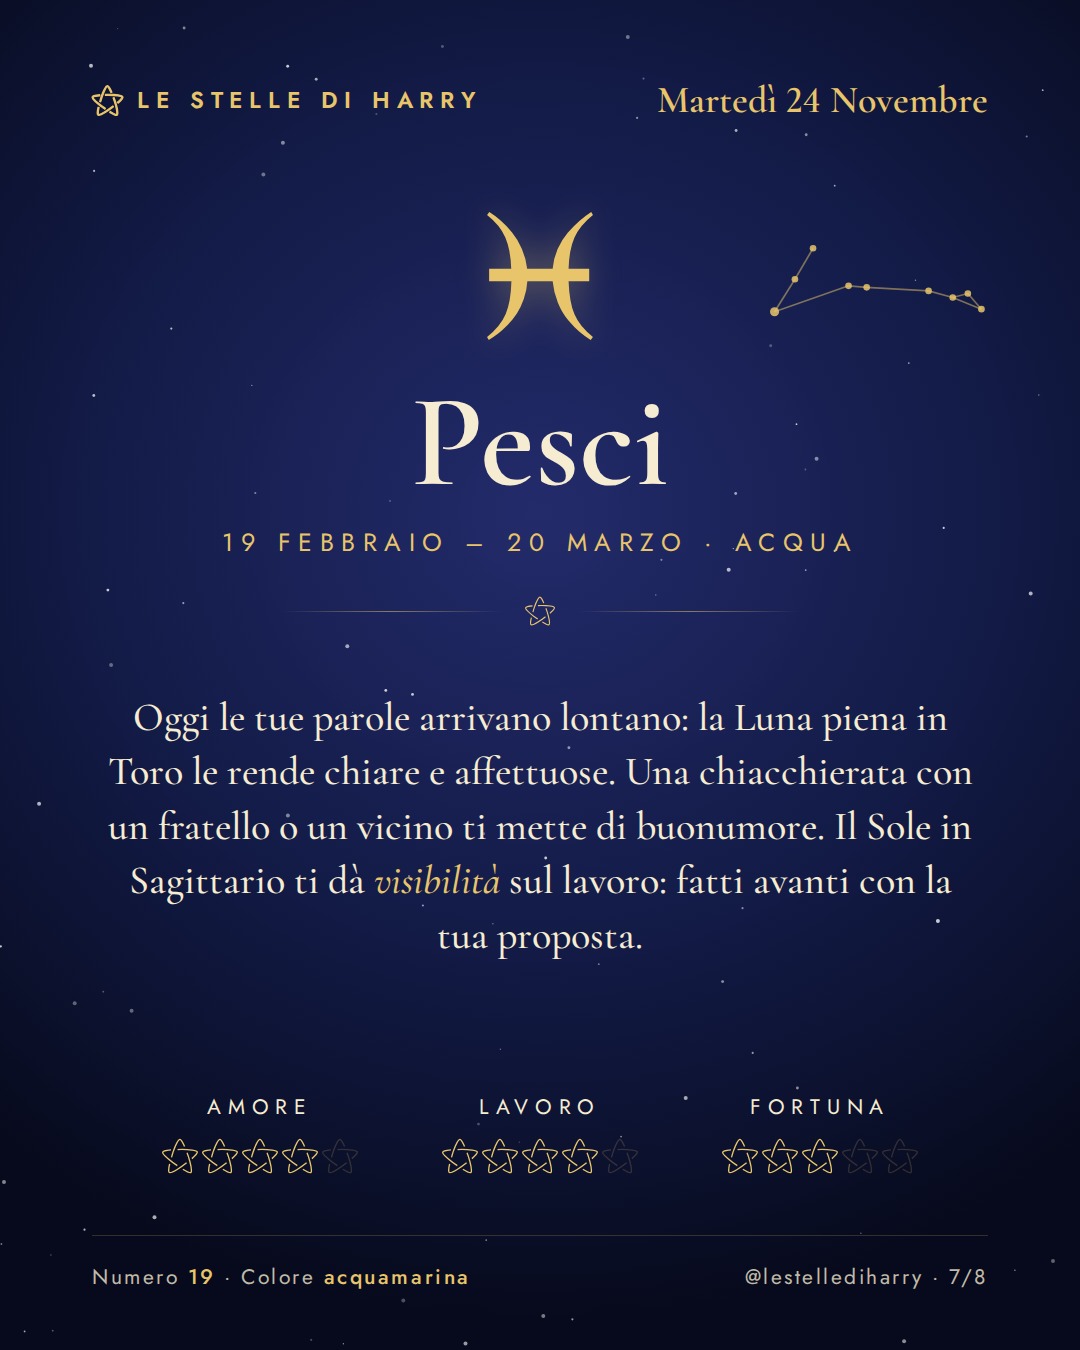 LE STELLE DI HARRY
Martedì 24 Novembre
♓
Pesci
19 FEBBRAIO – 20 MARZO · ACQUA
Oggi le tue parole arrivano lontano: la Luna piena in
Toro le rende chiare e affettuose. Una chiacchierata con
un fratello o un vicino ti mette di buonumore. Il Sole in
Sagittario ti dà visibilità sul lavoro: fatti avanti con la
tua proposta.
AMORE
LAVORO
FORTUNA
Numero 19 · Colore acquamarina
@lestellediharry · 7/8